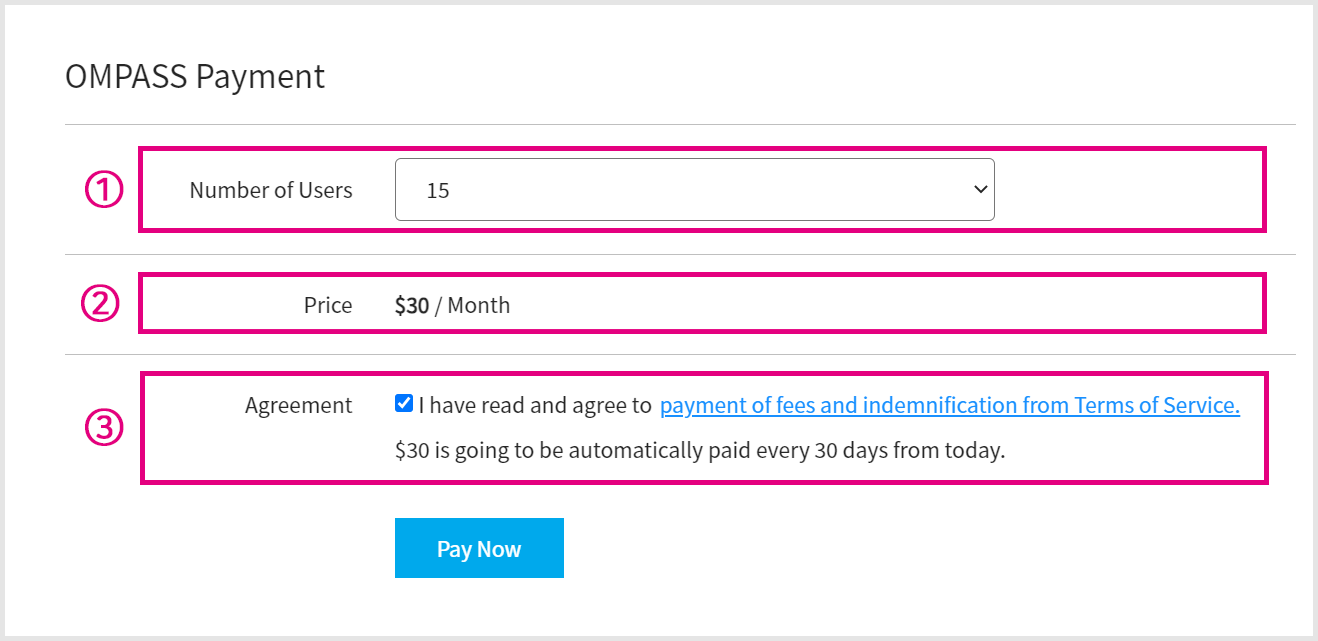 OMPASS Payment
① Number of Users 15
② Price $30 / Month
③ Agreement I have read and agree to payment of fees and indemnification from Terms of Service.
$30 is going to be automatically paid every 30 days from today.
Pay Now